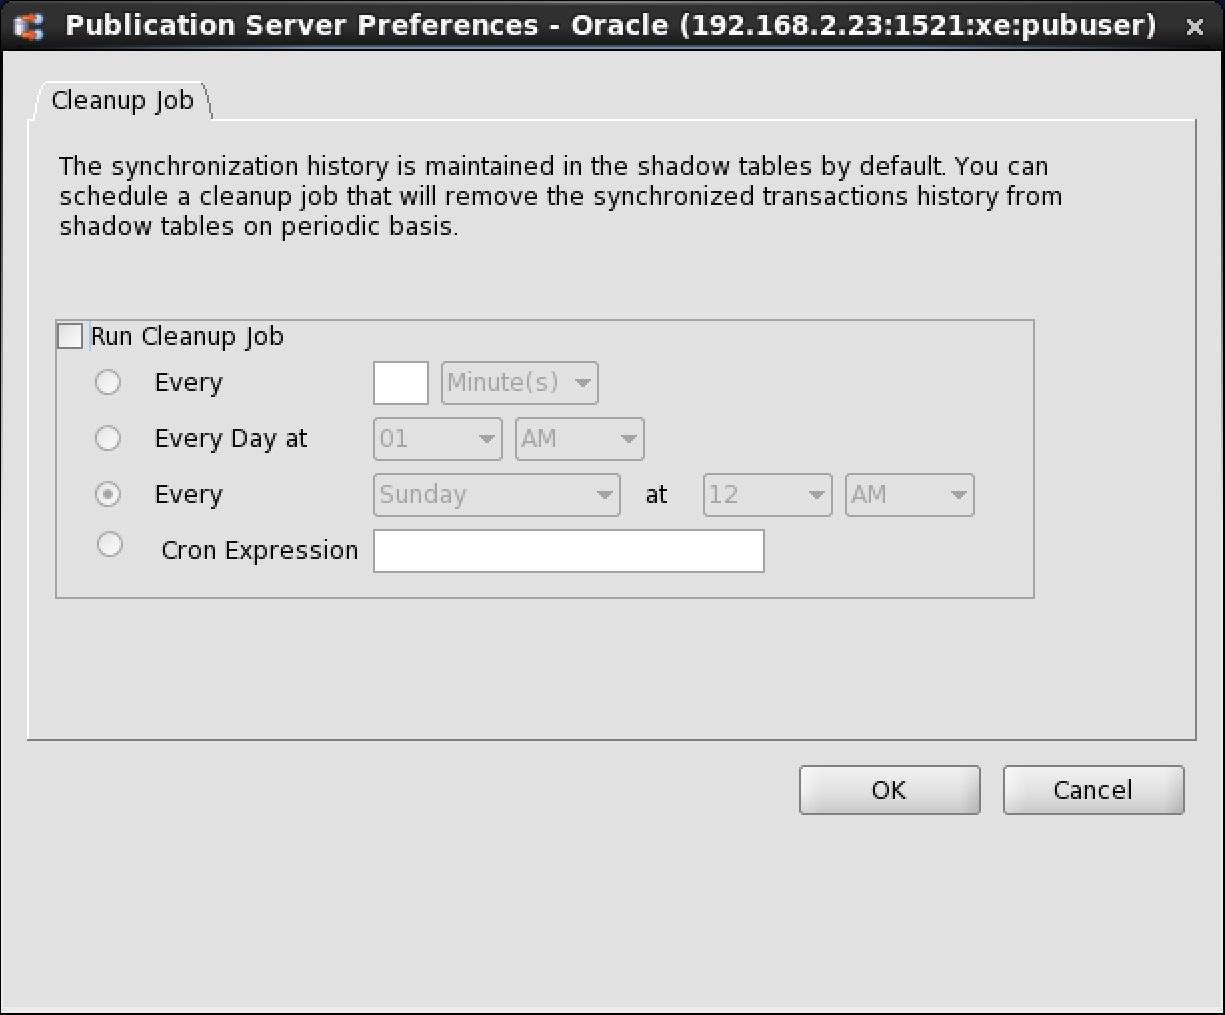 Publication Server Preferences - Oracle (192.168.2.23:1521:xe:pubuser)
Cleanup Job
The synchronization history is maintained in the shadow tables by default. You can
schedule a cleanup job that will remove the synchronized transactions history from
shadow tables on periodic basis.
Run Cleanup Job
Every Minute(s)
Every Day at 01 AM
Every Sunday at 12 AM
Cron Expression
OK Cancel